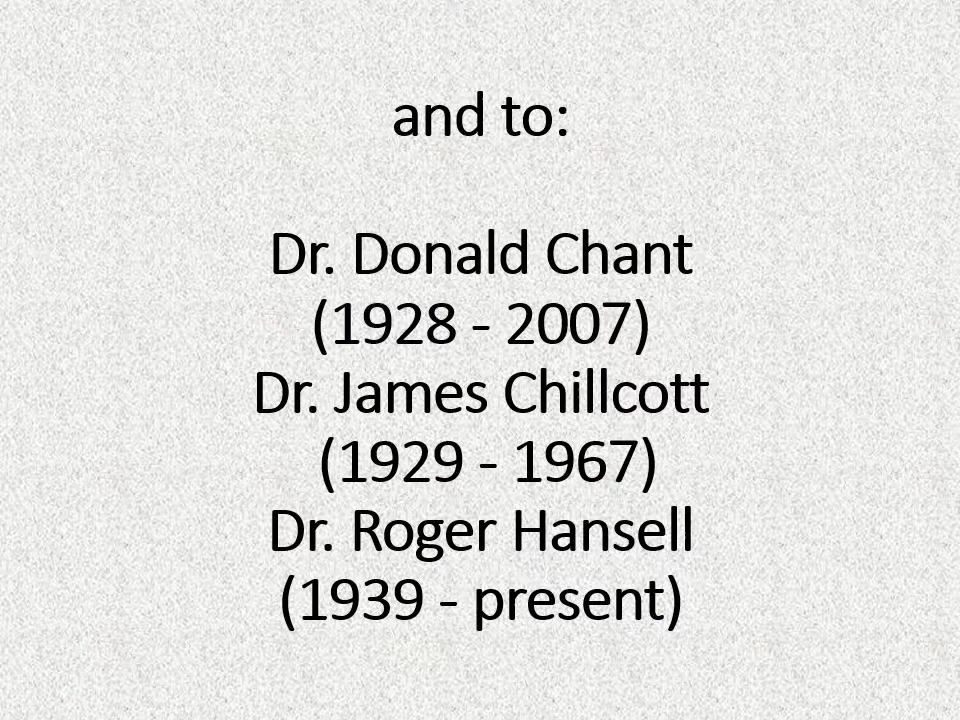 and to:
Dr. Donald Chant
(1928 - 2007)
Dr. James Chillcott
(1929 - 1967)
Dr. Roger Hansell
(1939 - present)